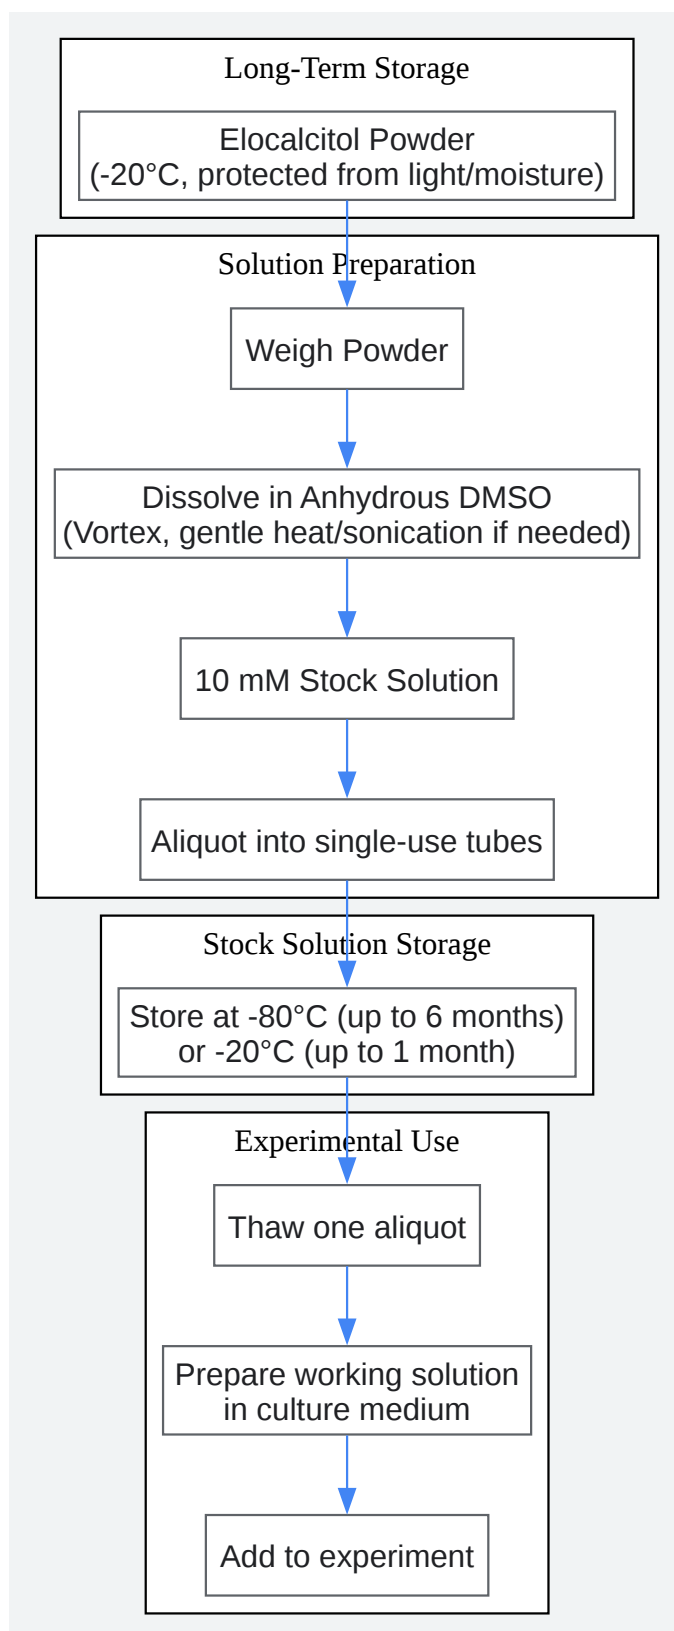 Long-Term Storage
Elocalcitol Powder
(-20°C, protected from light/moisture)
Solution Preparation
Weigh Powder
Dissolve in Anhydrous DMSO
(Vortex, gentle heat/sonication if needed)
10 mM Stock Solution
Aliquot into single-use tubes
Stock Solution Storage
Store at -80°C (up to 6 months)
or -20°C (up to 1 month)
Experimental Use
Thaw one aliquot
Prepare working solution
in culture medium
Add to experiment